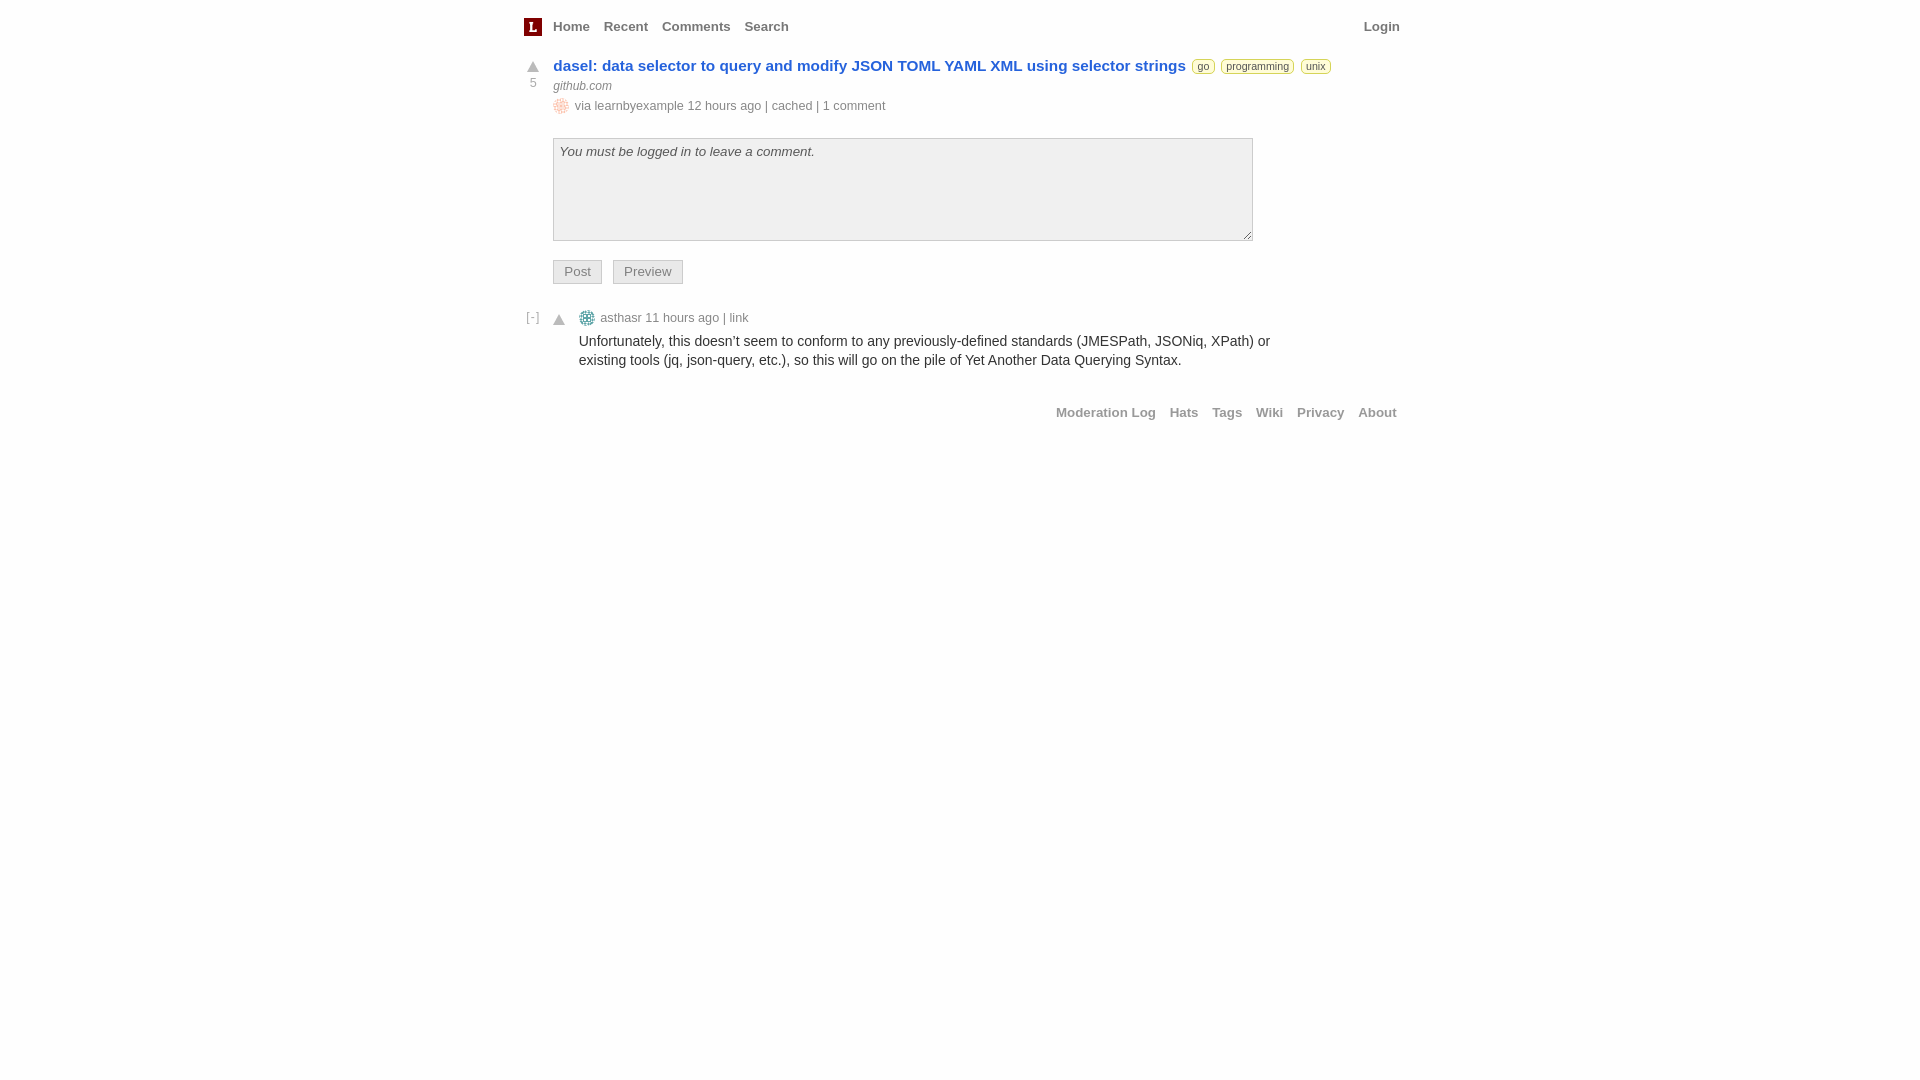 L Home Recent Comments Search Login
dasel: data selector to query and modify JSON TOML YAML XML using selector strings go programming unix
5
github.com
via learnbyexample 12 hours ago | cached | 1 comment
You must be logged in to leave a comment.
Post Preview
[-] asthasr 11 hours ago | link
Unfortunately, this doesn’t seem to conform to any previously-defined standards (JMESPath, JSONiq, XPath) or
existing tools (jq, json-query, etc.), so this will go on the pile of Yet Another Data Querying Syntax.
Moderation Log Hats Tags Wiki Privacy About